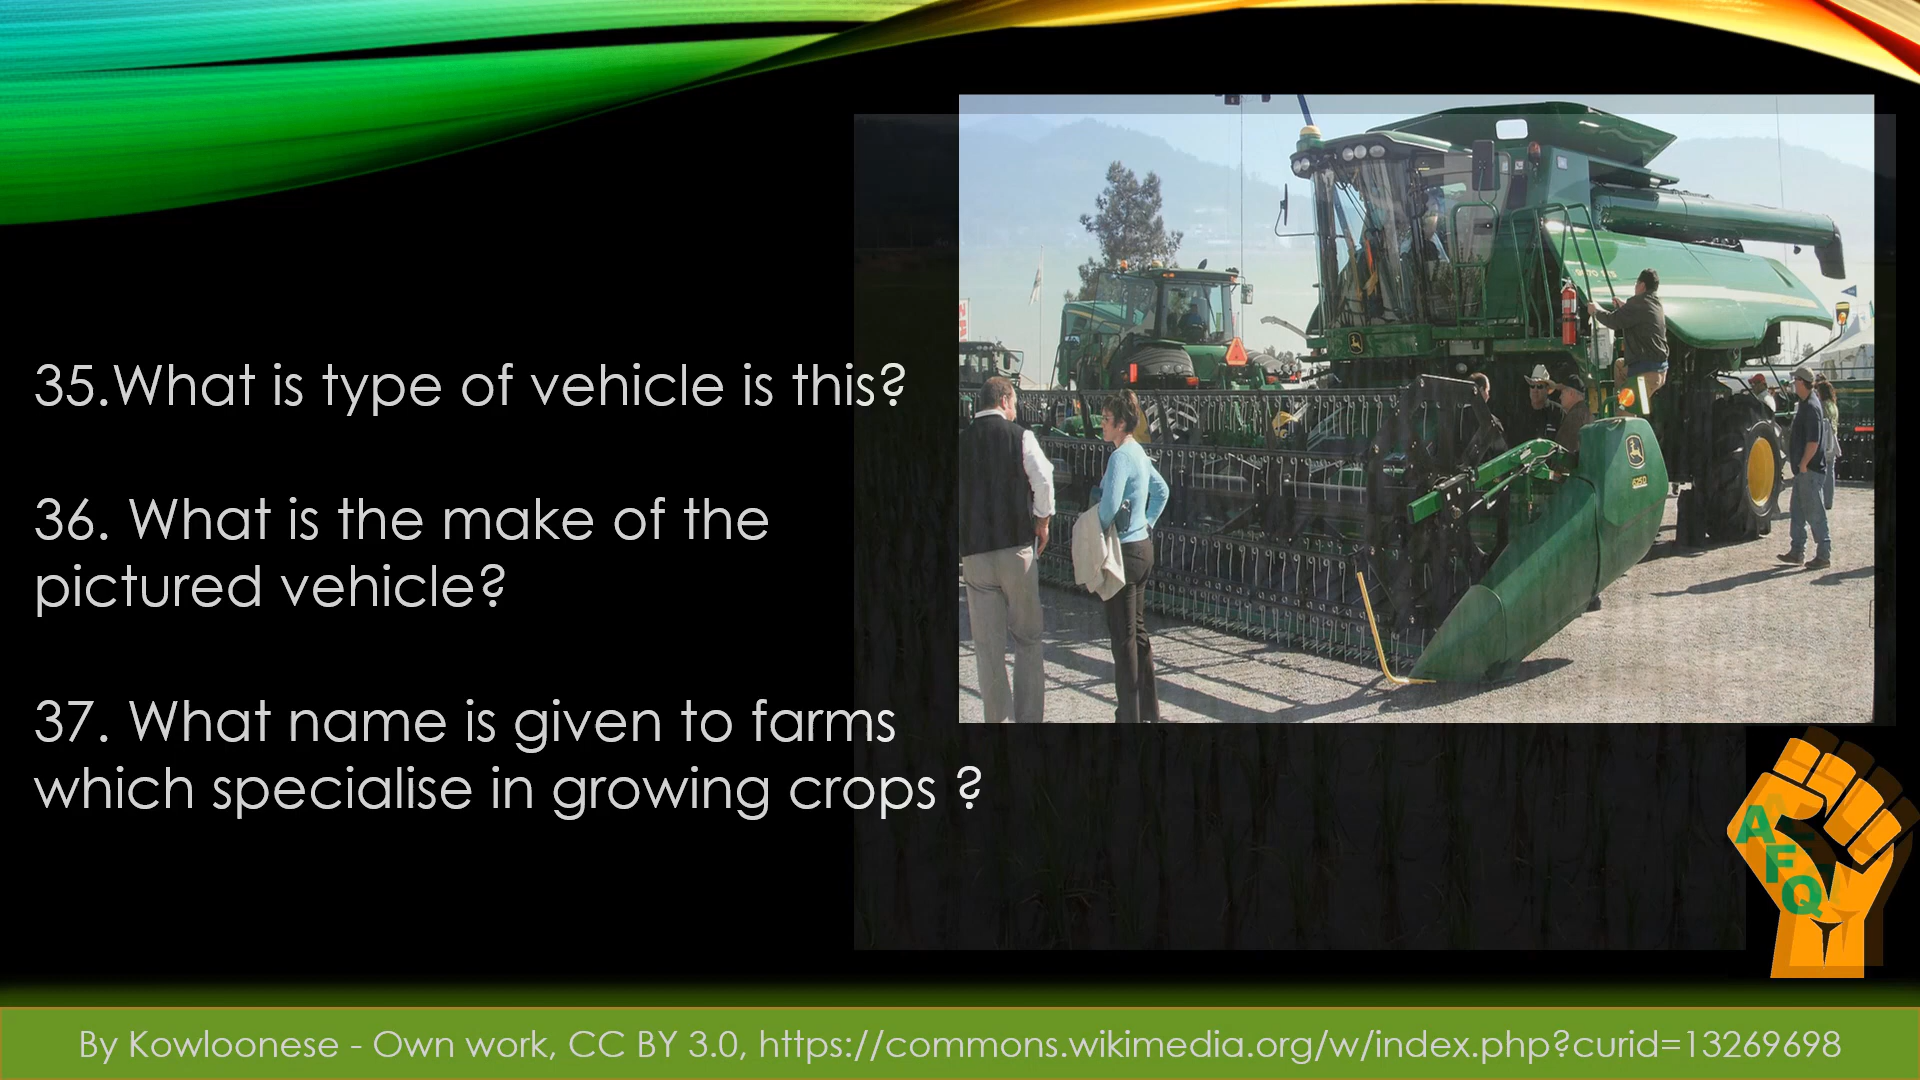 35.What is type of vehicle is this?
36. What is the make of the
pictured vehicle?
37. What name is given to farms
which specialise in growing crops ?
A
F
Q
By Kowloonese - Own work, CC BY 3.0, https://commons.wikimedia.org/w/index.php?curid=13269698